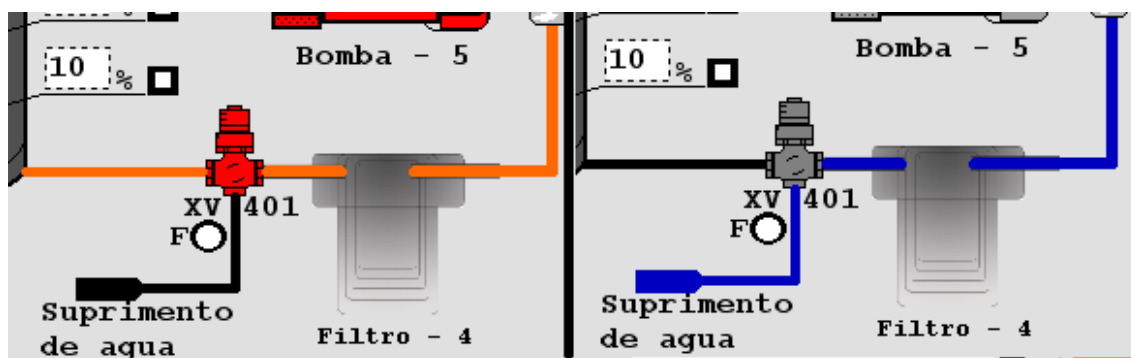 Bomba - 5
10 %
XV 401
F
Suprimento
de agua
Filtro - 4
Bomba - 5
10 %
XV 401
F
Suprimento
de agua
Filtro - 4